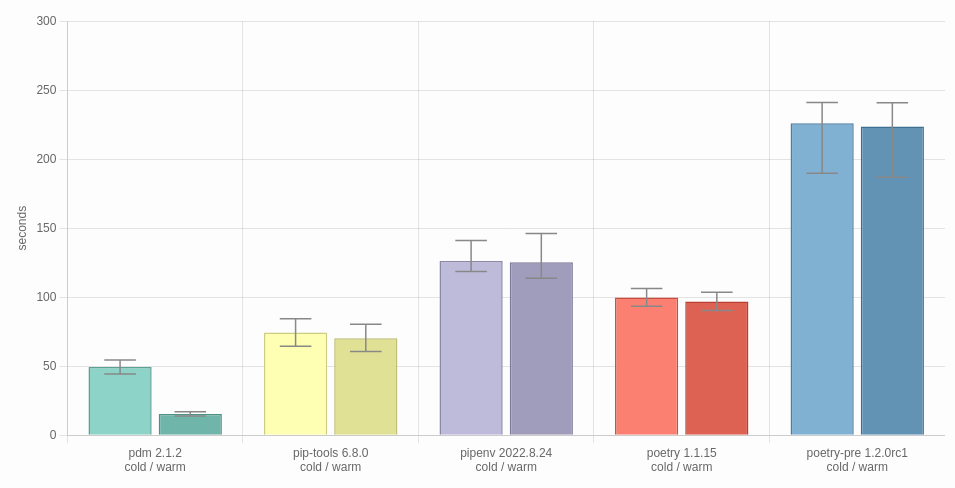 300
250
200
150
100
50
0
seconds
pdm 2.1.2
cold / warm
pip-tools 6.8.0
cold / warm
pipenv 2022.8.24
cold / warm
poetry 1.1.15
cold / warm
poetry-pre 1.2.0rc1
cold / warm